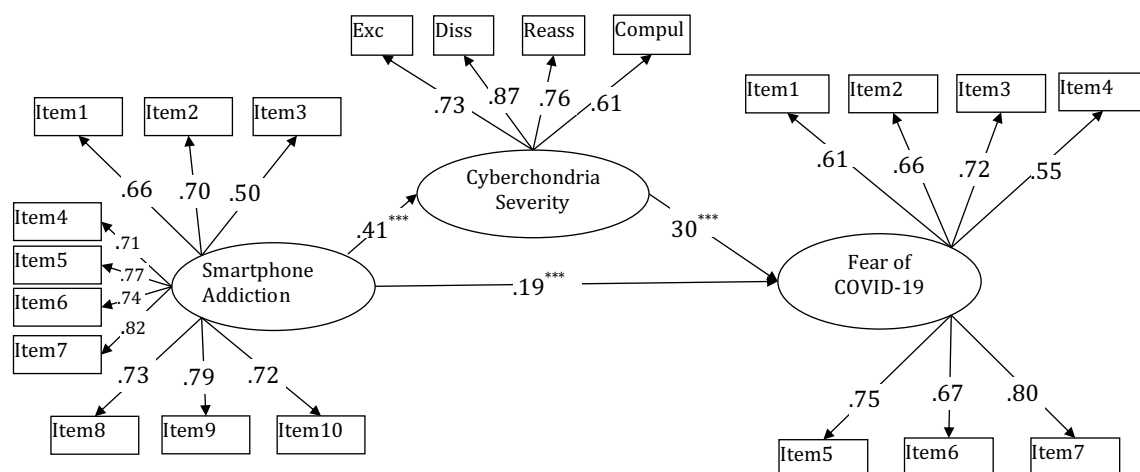 Exc
Diss
Reass
Compul
.73
.87
.76
.61
Cyberchondria
Severity
Item1
Item2
Item3
.66
.70
.50
Item4
Item5
Item6
Item7
.71
.77
.74
.82
Smartphone
Addiction
.73
.79
.72
Item8
Item9
Item10
.41***
30***
.19***
Item1
Item2
Item3
Item4
.61
.66
.72
.55
Fear of
COVID-19
.75
.67
.80
Item5
Item6
Item7